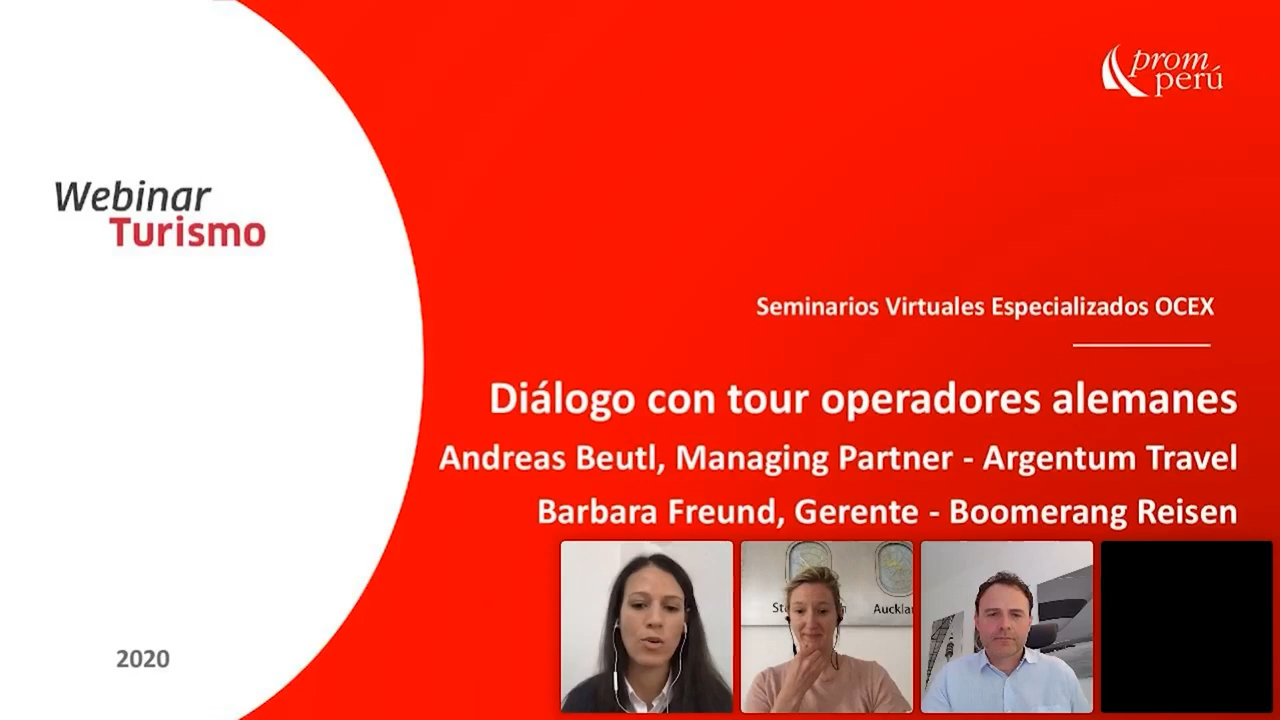 prom
perú
Webinar
Turismo
Seminarios Virtuales Especializados OCEX
Diálogo con tour operadores alemanes
Andreas Beutl, Managing Partner - Argentum Travel
Barbara Freund, Gerente - Boomerang Reisen
2020